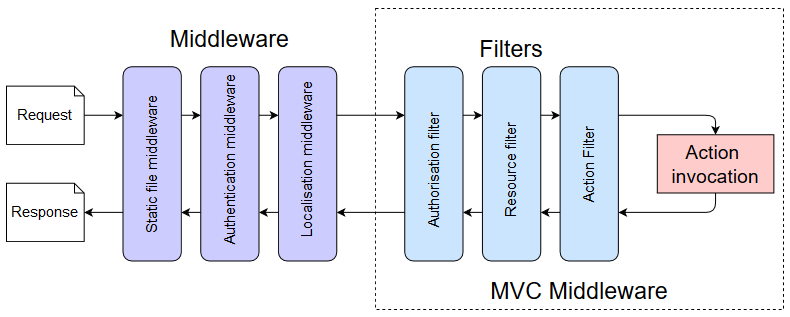 Middleware
Filters
Request
Response
Static file middleware
Authentication middleware
Localisation middleware
Authorisation filter
Resource filter
Action Filter
Action
invocation
MVC Middleware